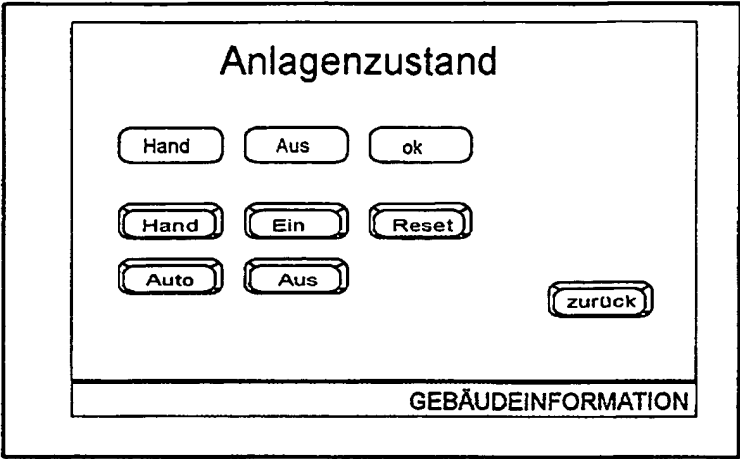 Anlagenzustand
Hand Aus ok
Hand Ein Reset
Auto Aus
zurück
GEBÄUDEINFORMATION